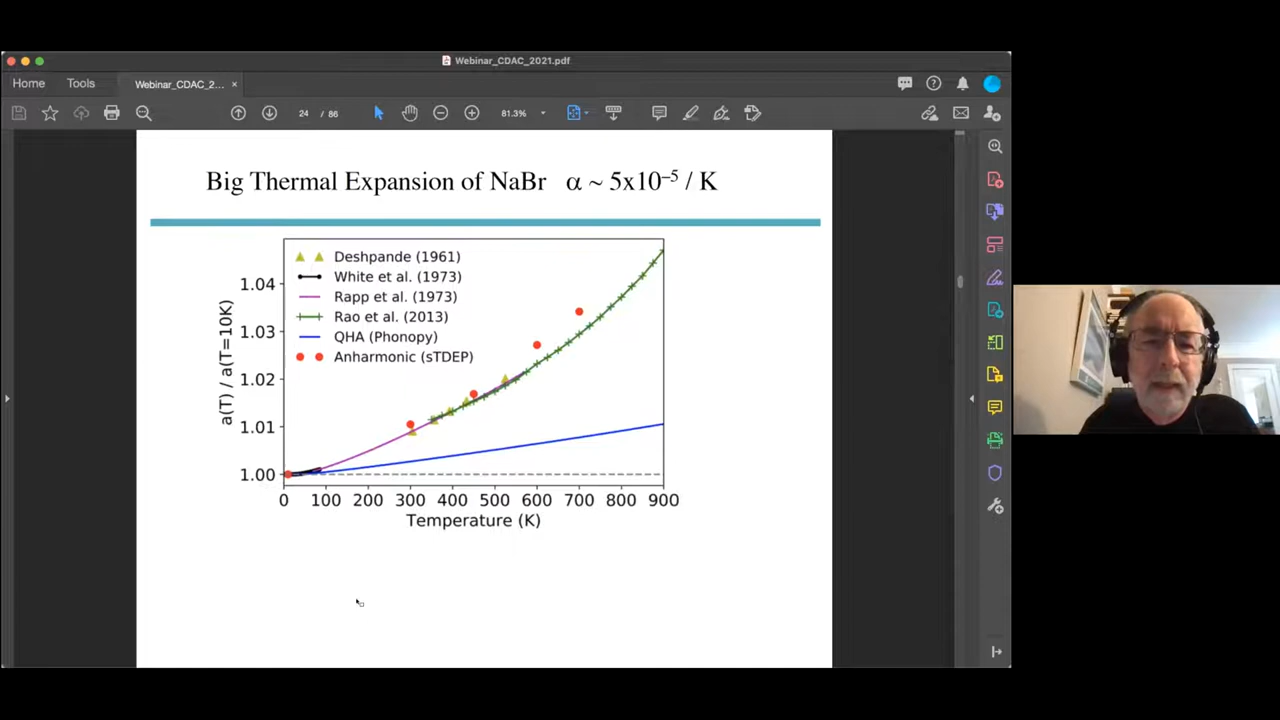 Webinar_CDAC_2021.pdf
Home
Tools
Webinar_CDAC_2...
24 / 86
81.3%
Big Thermal Expansion of NaBr α ~ 5x10⁻⁵ / K
Deshpande (1961)
White et al. (1973)
Rapp et al. (1973)
Rao et al. (2013)
QHA (Phonopy)
Anharmonic (sTDEP)
a(T) / a(T=10K)
1.04
1.03
1.02
1.01
1.00
0 100 200 300 400 500 600 700 800 900
Temperature (K)